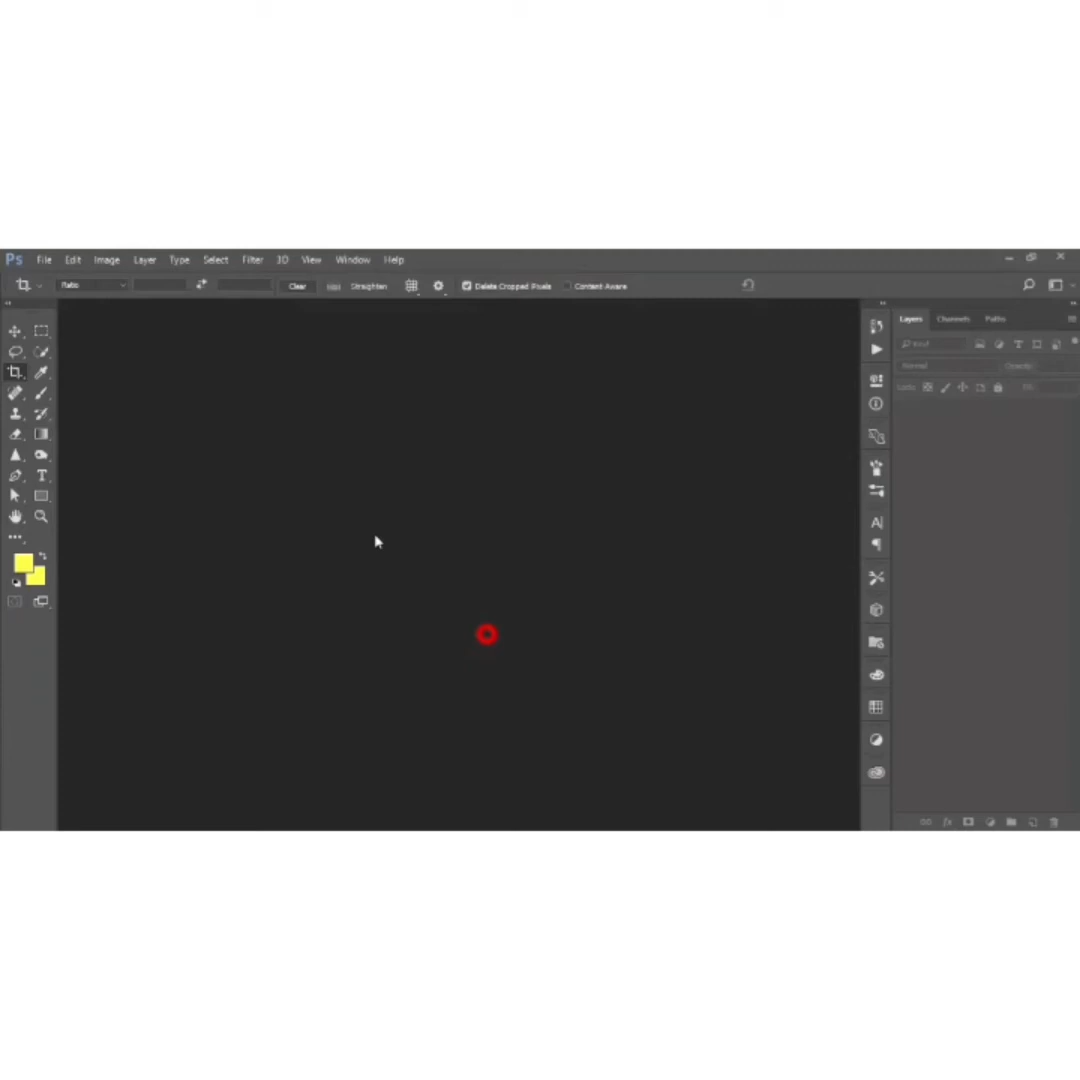 Ps File Edit Image Layer Type Select Filter 3D View Window Help
Ratio Clear Straighten Delete Cropped Pixels Content-Aware
Layers Channels Paths
Kind
Normal Opacity:
Lock: